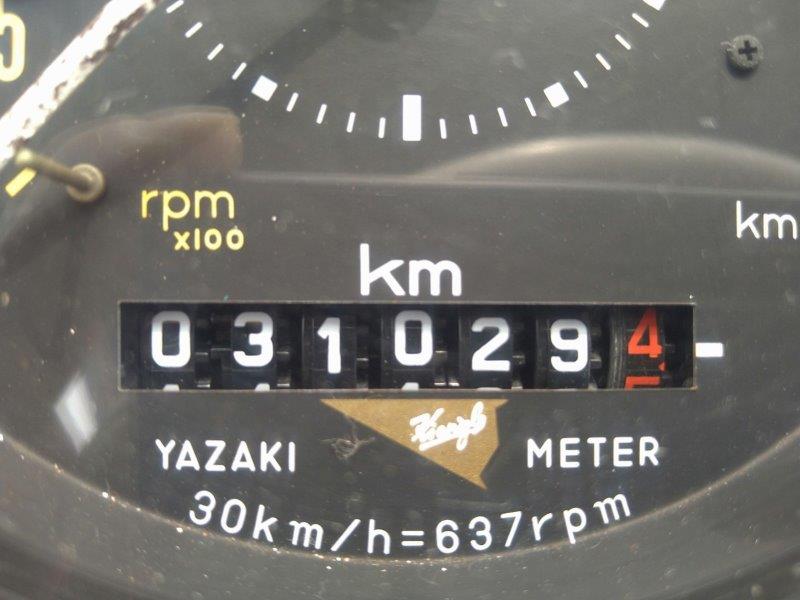 rpm
x100
km
km
0310294
YAZAKI METER
30km/h=637rpm